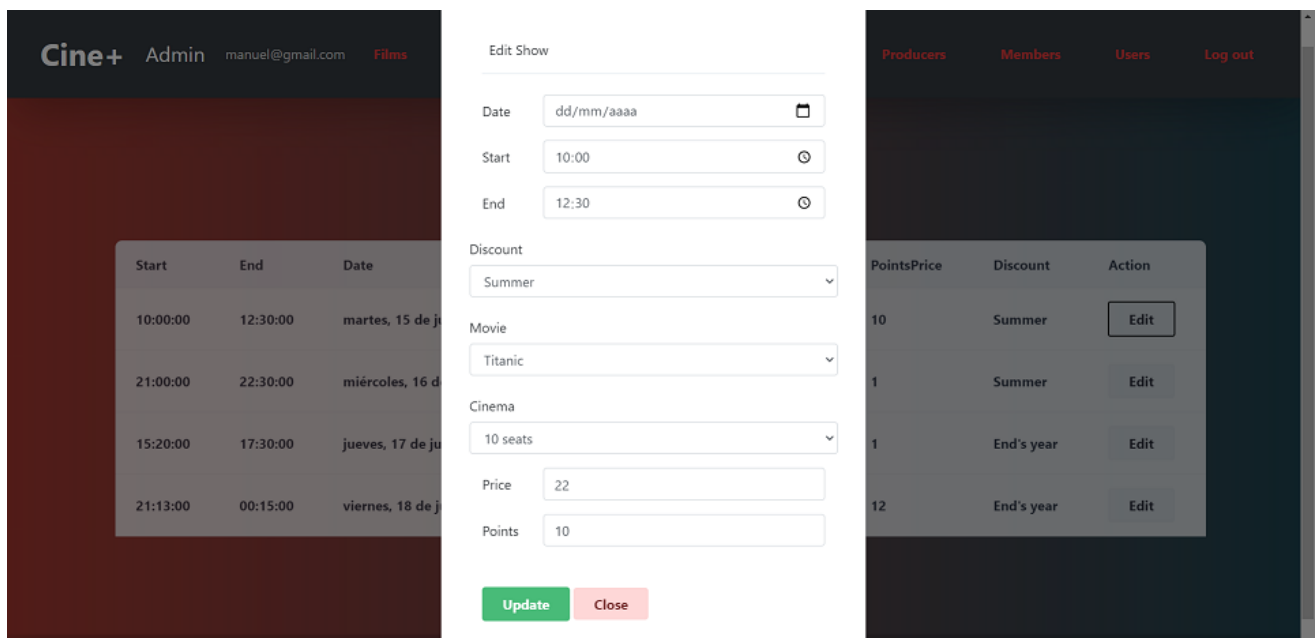 Cine+ Admin manuel@gmail.com Films Producers Members Users Log out
Edit Show
Date dd/mm/aaaa
Start 10:00
End 12:30
Discount
Summer
Movie
Titanic
Cinema
10 seats
Price 22
Points 10
Update Close
Start End Date PointsPrice Discount Action
10:00:00 12:30:00 martes, 15 de ju 10 Summer Edit
21:00:00 22:30:00 miércoles, 16 d 1 Summer Edit
15:20:00 17:30:00 jueves, 17 de ju 1 End's year Edit
21:13:00 00:15:00 viernes, 18 de j 12 End's year Edit